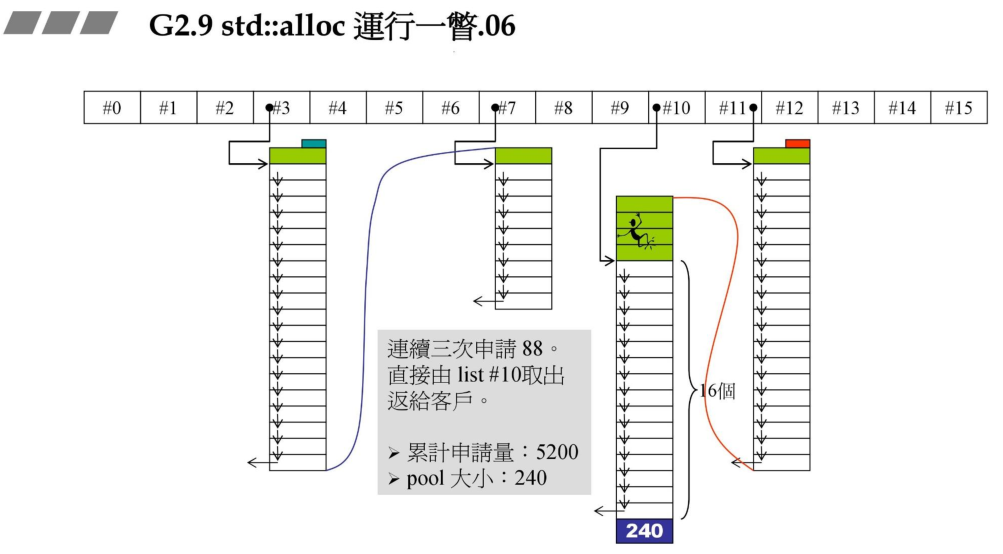 G2.9 std::alloc 運行一瞥.06
#0 #1 #2 #3 #4 #5 #6 #7 #8 #9 #10 #11 #12 #13 #14 #15
連續三次申請 88。
直接由 list #10取出
返給客戶。
➢ 累計申請量：5200
➢ pool 大小：240
16個
240